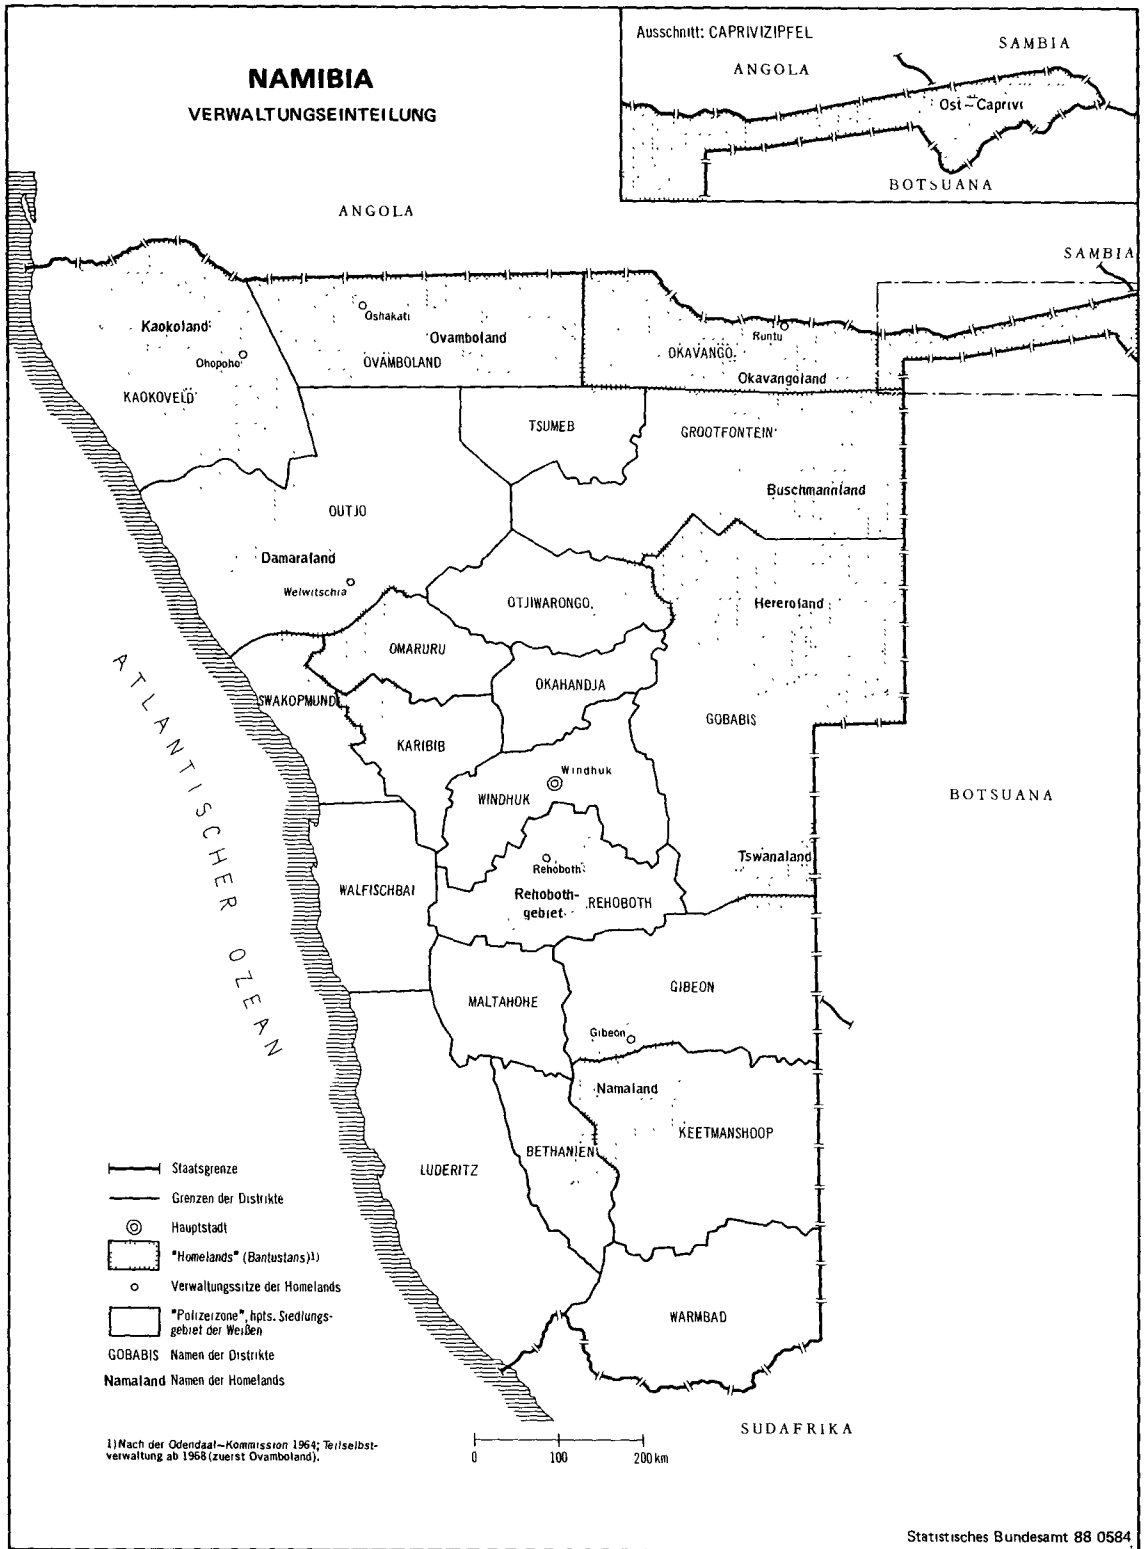 NAMIBIA
VERWALTUNGSEINTEILUNG
Ausschnitt: CAPRIVIZIPFEL
SAMBIA
ANGOLA
Ost-Caprivi
BOTSUANA
ANGOLA
SAMBIA
Oshakati
Kaokoland
Ovamboland
Runtu
Ohopoho
OVAMBOLAND
OKAVANGO
Okavangoland
KAOKOVELD
TSUMEB
GROOTFONTEIN
Buschmannland
OUTJO
Damaraland
Welwitschia
OTJIWARONGO
Hereroland
OMARURU
OKAHANDJA
SWAKOPMUND
GOBABIS
KARIBIB
Windhuk
WINDHUK
BOTSUANA
ATLANTISCHER OZEAN
Tswanaland
Rehoboth
WALFISCHBAI
Rehoboth-
gebiet
REHOBOTH
GIBEON
MALTAHOHE
Gibeon
Namaland
KEETMANSHOOP
BETHANIEN
LUDERITZ
WARMBAD
SUDAFRIKA
Staatsgrenze
Grenzen der Distrikte
Hauptstadt
"Homelands" (Bantustans)1)
Verwaltungssitze der Homelands
"Polizeizone", hpts. Siedlungs-
gebiet der Weißen
GOBABIS Namen der Distrikte
Namaland Namen der Homelands
1) Nach der Odendaal-Kommission 1964; Teilselbst-
verwaltung ab 1968 (zuerst Ovamboland).
0 100 200 km
Statistisches Bundesamt 88 0584